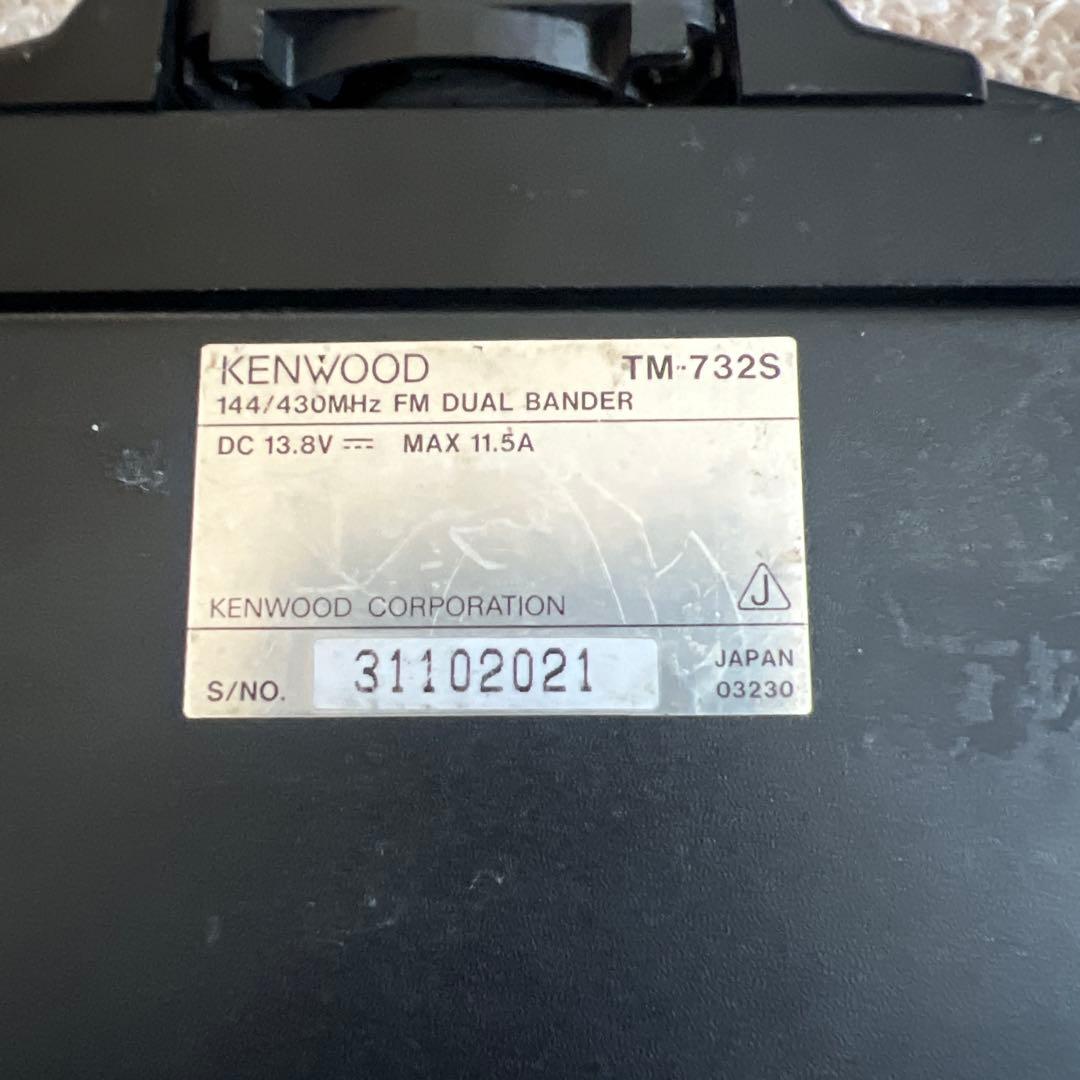 KENWOOD TM-732S
144/430MHz FM DUAL BANDER
DC 13.8V ⎓ MAX 11.5A
KENWOOD CORPORATION J
S/NO. 31102021 JAPAN
03230